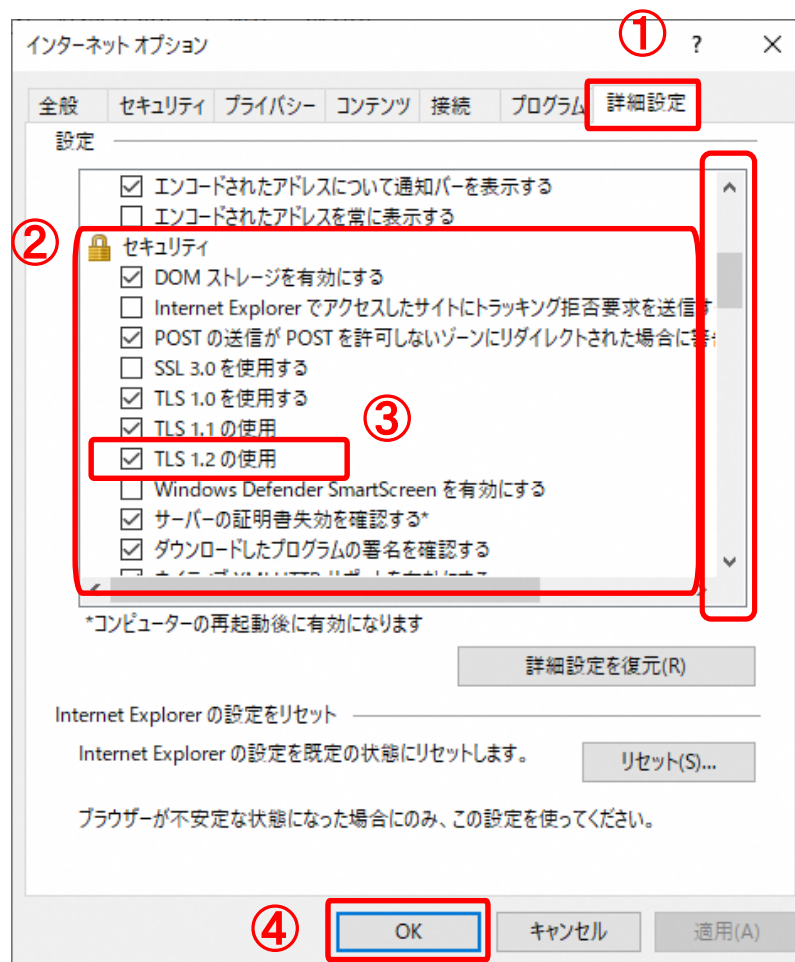 インターネット オプション ① ? ×
全般 セキュリティ プライバシー コンテンツ 接続 プログラム 詳細設定
設定
エンコードされたアドレスについて通知バーを表示する
エンコードされたアドレスを常に表示する
② セキュリティ
DOM ストレージを有効にする
Internet Explorer でアクセスしたサイトにトラッキング拒否要求を送信す
POST の送信が POST を許可しないゾーンにリダイレクトされた場合に警告
SSL 3.0 を使用する
TLS 1.0 を使用する
TLS 1.1 の使用 ③
TLS 1.2 の使用
Windows Defender SmartScreen を有効にする
サーバーの証明書失効を確認する*
ダウンロードしたプログラムの署名を確認する
*コンピューターの再起動後に有効になります
詳細設定を復元(R)
Internet Explorer の設定をリセット
Internet Explorer の設定を既定の状態にリセットします。
リセット(S)...
ブラウザーが不安定な状態になった場合にのみ、この設定を使ってください。
④ OK キャンセル 適用(A)